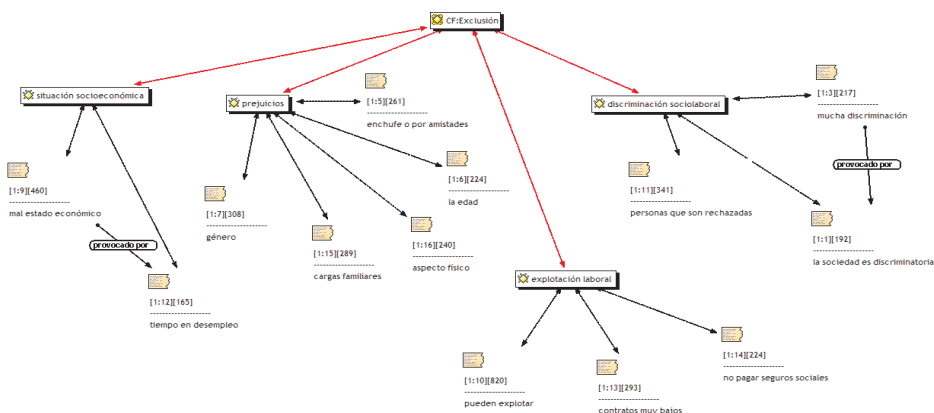 CF:Exclusión
situación socioeconómica
prejuicios
discriminación sociolaboral
[1:5][261]
--------------------
enchufe o por amistades
[1:3][217]
--------------------
mucha discriminación
provocado por
[1:9][460]
--------------------
mal estado económico
provocado por
[1:7][308]
--------------------
género
[1:6][224]
--------------------
la edad
[1:11][341]
--------------------
personas que son rechazadas
[1:15][289]
--------------------
cargas familiares
[1:16][240]
--------------------
aspecto físico
[1:1][192]
--------------------
la sociedad es discriminatoria
[1:12][165]
--------------------
tiempo en desempleo
explotación laboral
[1:10][820]
--------------------
pueden explotar
[1:13][293]
--------------------
contratos muy bajos
[1:14][224]
--------------------
no pagar seguros sociales